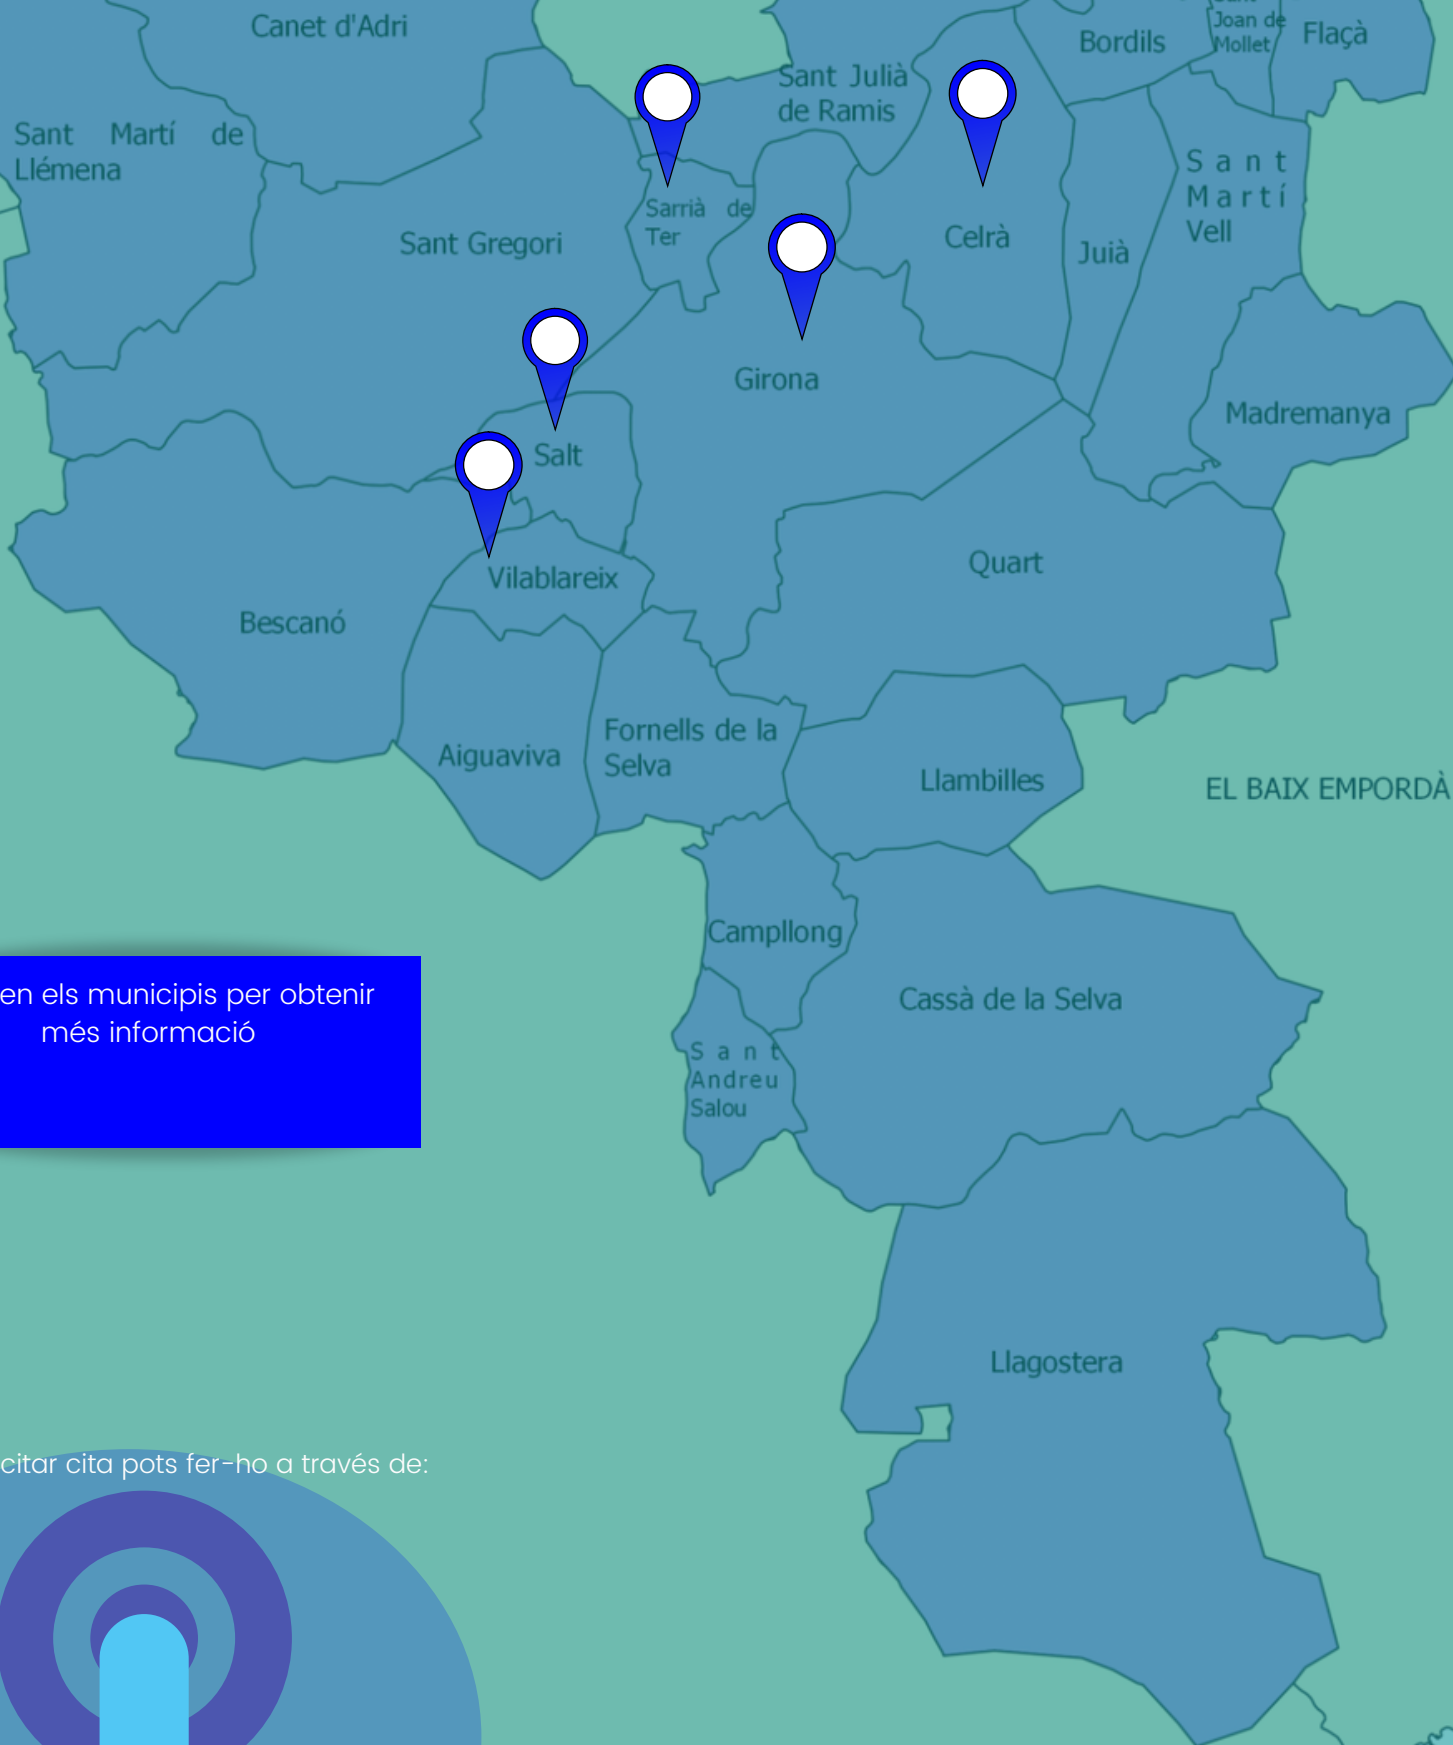 Canet d'Adri
Bordils
Joan de
Mollet
Flaçà
Sant Julià
de Ramis
Sant Martí de
Llémena
Sant
Martí
Vell
Sarrià de
Ter
Sant Gregori
Celrà
Juià
Girona
Madremanya
Salt
Quart
Vilablareix
Bescanó
Fornells de la
Selva
Aiguaviva
Llambilles
EL BAIX EMPORDÀ
Campllong
en els municipis per obtenir
més informació
Cassà de la Selva
Sant
Andreu
Salou
Llagostera
citar cita pots fer-ho a través de: